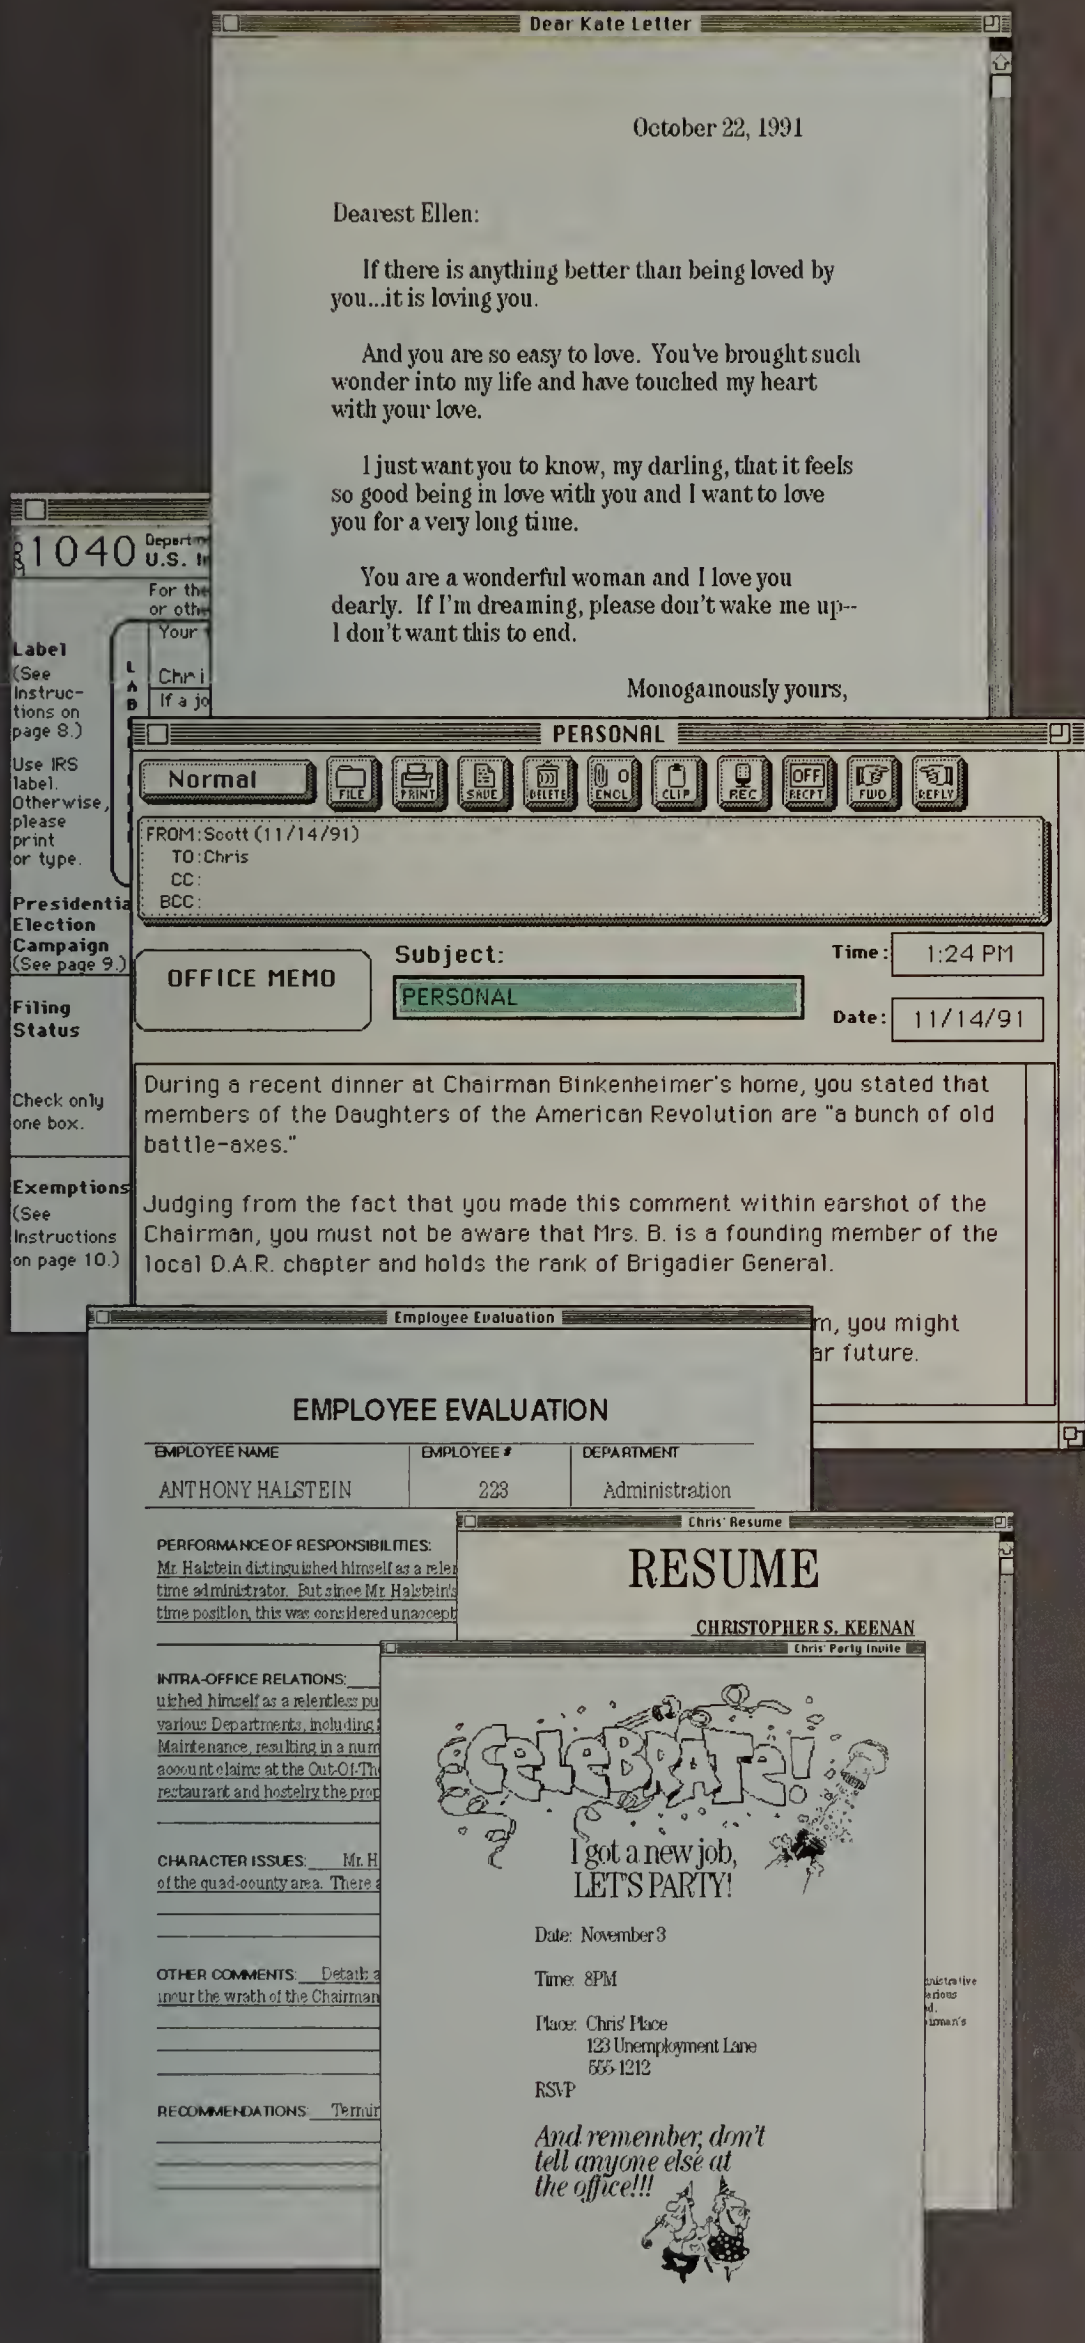 Dear Kate Letter
October 22, 1991
Dearest Ellen:
If there is anything better than being loved by
you...it is loving you.
And you are so easy to love. You've brought such
wonder into my life and have touched my heart
with your love.
I just want you to know, my darling, that it feels
so good being in love with you and I want to love
you for a very long time.
You are a wonderful woman and I love you
dearly. If I'm dreaming, please don't wake me up--
I don't want this to end.
Monogamously yours,
1040
U.S.
For the
or othe
Your
Chri
If a jo
Label
(See
Instruc-
tions on
page 8.)
Use IRS
label.
Otherwise,
please
print
or type.
L
A
B
Presidentia
Election
Campaign
(See page 9.)
Filing
Status
Check only
one box.
Exemptions
(See
Instructions
on page 10.)
PERSONAL
Normal
FILE PRINT SAVE DELETE 0 ENCL CLIP REC OFF RECPT FWD REPLY
FROM: Scott (11/14/91)
TO: Chris
CC:
BCC:
OFFICE MEMO
Subject:
PERSONAL
Time: 1:24 PM
Date: 11/14/91
During a recent dinner at Chairman Binkenheimer's home, you stated that
members of the Daughters of the American Revolution are "a bunch of old
battle-axes."
Judging from the fact that you made this comment within earshot of the
Chairman, you must not be aware that Mrs. B. is a founding member of the
local D.A.R. chapter and holds the rank of Brigadier General.
m, you might
ar future.
Employee Evaluation
EMPLOYEE EVALUATION
EMPLOYEE NAME EMPLOYEE # DEPARTMENT
ANTHONY HALSTEIN 223 Administration
PERFORMANCE OF RESPONSIBILITIES:
Mr. Halstein distinguished himself as a relen
time administrator. But since Mr. Halstein's
time position, this was considered unaccept
INTRA-OFFICE RELATIONS:
uished himself as a relentless pu
various Departments, including
Maintenance, resulting in a num
account claims at the Out-Of-Th
restaurant and hostelry the prop
CHARACTER ISSUES: Mr. H
of the quad-county area. There a
OTHER COMMENTS: Details a
incur the wrath of the Chairman
RECOMMENDATIONS: Termin
Chris' Resume
RESUME
CHRISTOPHER S. KEENAN
nistrative
arious
d.
irman's
Chris' Party Invite
CeLeBRATe!
I got a new job,
LET'S PARTY!
Date: November 3
Time: 8PM
Place: Chris' Place
123 Unemployment Lane
555-1212
RSVP
And remember, don't
tell anyone else at
the office!!!